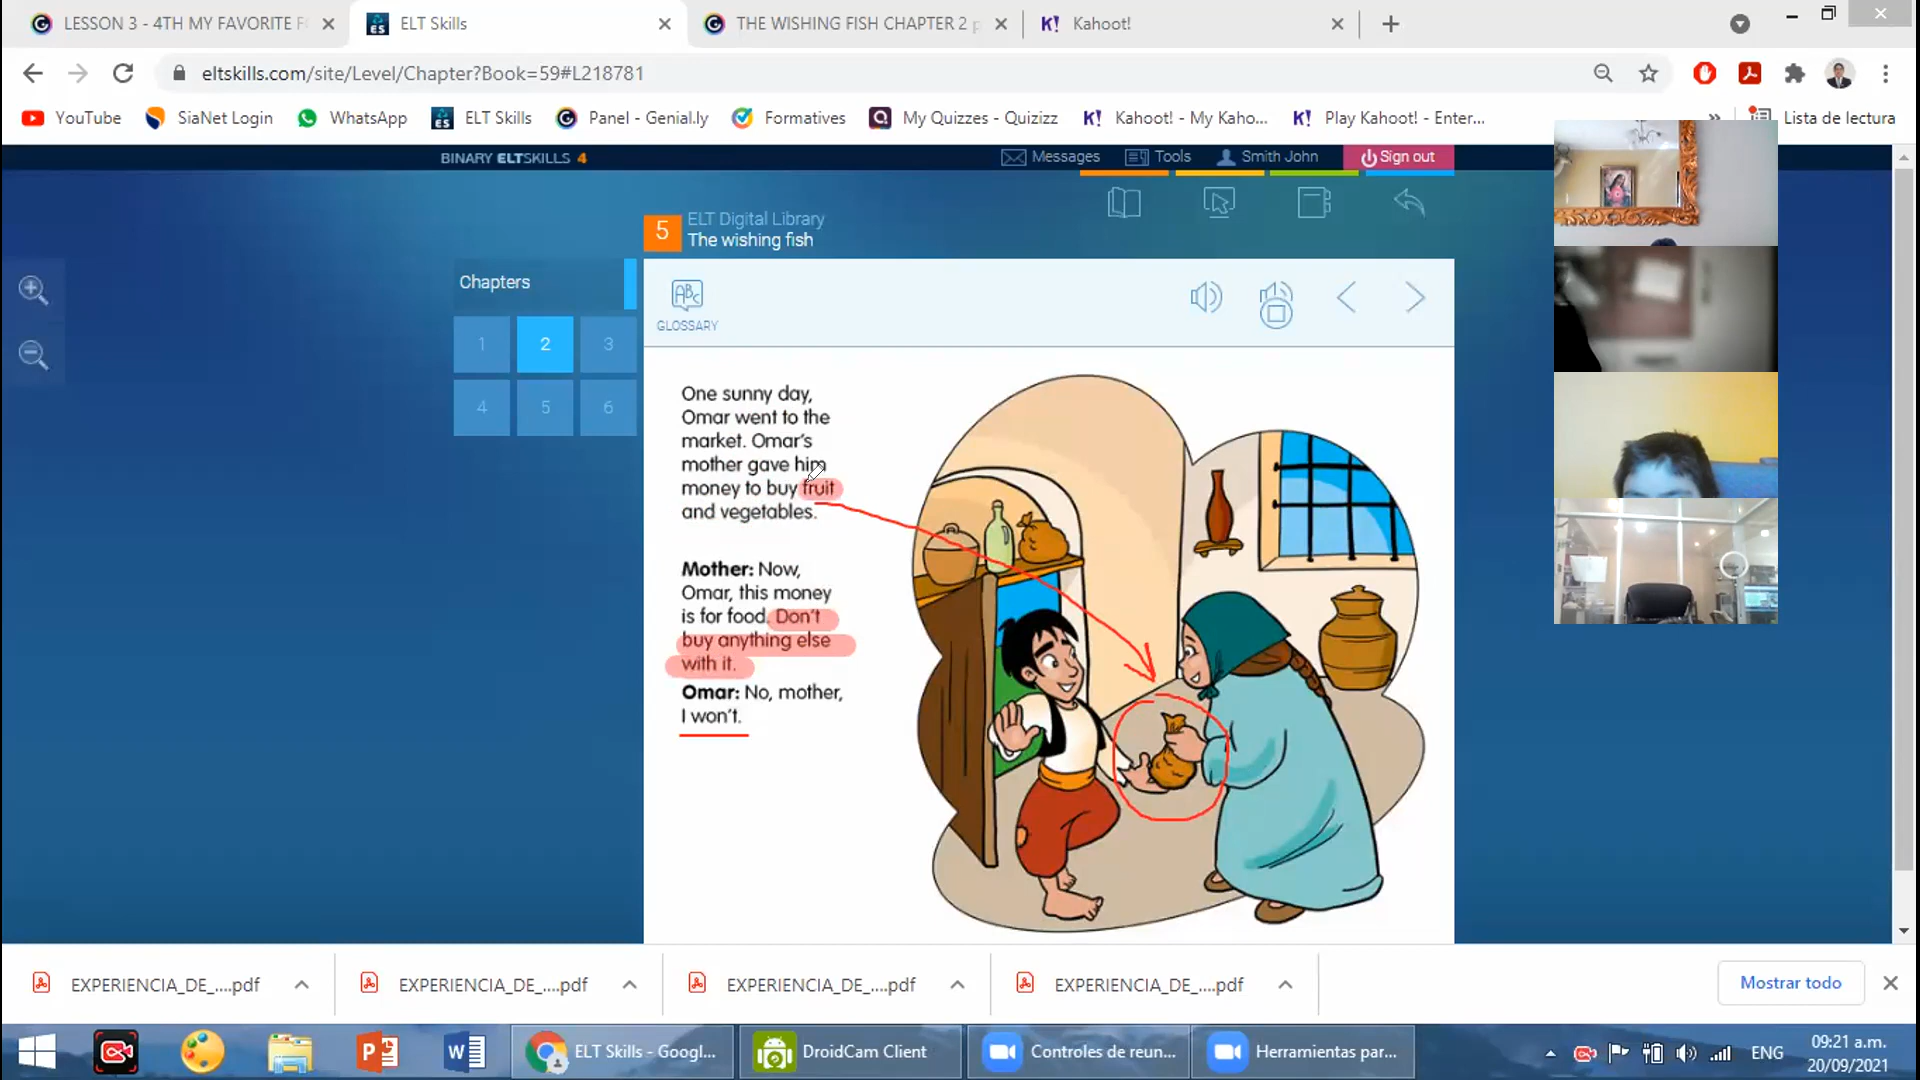 LESSON 3 - 4TH MY FAVORITE F
ELT Skills
THE WISHING FISH CHAPTER 2 p
Kahoot!
eltskills.com/site/Level/Chapter?Book=59#L218781
YouTube
SiaNet Login
WhatsApp
ELT Skills
Panel - Genial.ly
Formatives
My Quizzes - Quizizz
Kahoot! - My Kaho...
Play Kahoot! - Enter...
»
Lista de lectura
BINARY ELTSKILLS 4
Messages
Tools
Smith John
Sign out
5
ELT Digital Library
The wishing fish
Chapters
1 2 3
4 5 6
ABC
GLOSSARY
One sunny day,
Omar went to the
market. Omar's
mother gave him
money to buy fruit
and vegetables.
Mother: Now,
Omar, this money
is for food. Don't
buy anything else
with it.
Omar: No, mother,
I won't.
EXPERIENCIA_DE_....pdf
EXPERIENCIA_DE_....pdf
EXPERIENCIA_DE_....pdf
EXPERIENCIA_DE_....pdf
Mostrar todo
ELT Skills - Googl...
DroidCam Client
Controles de reun...
Herramientas par...
ENG
09:21 a.m.
20/09/2021